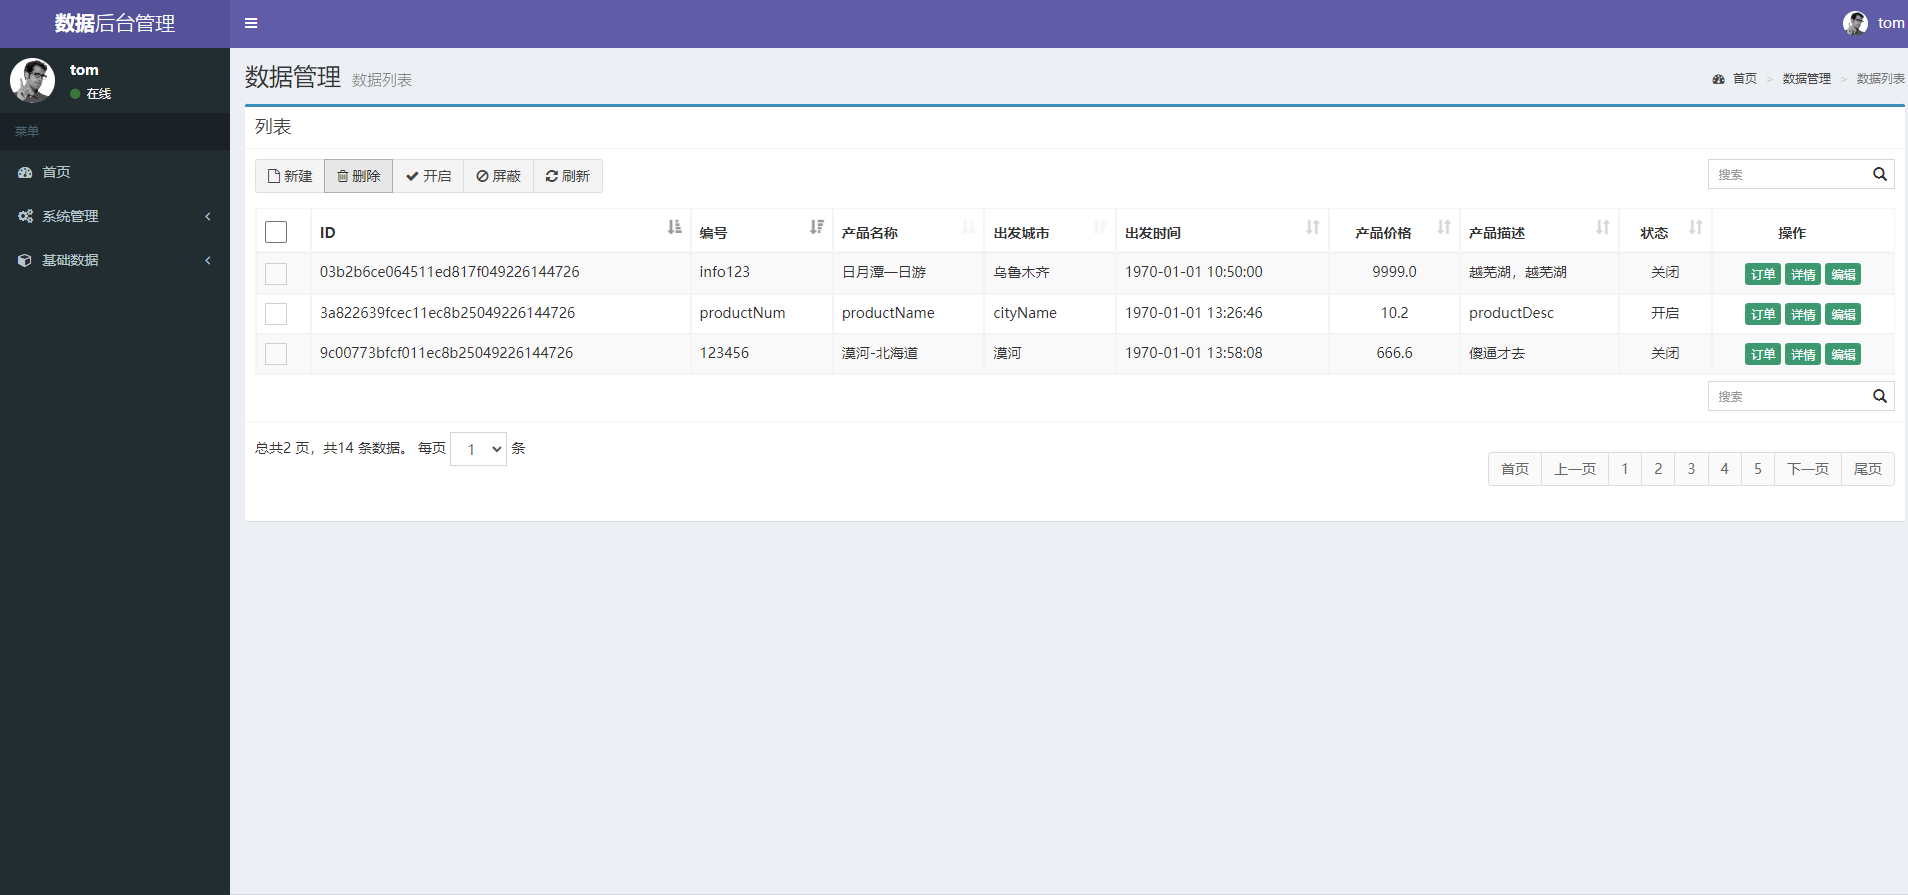 数据后台管理
tom
tom
在线
菜单
首页
系统管理
基础数据
数据管理 数据列表
首页 > 数据管理 > 数据列表
列表
新建 删除 开启 屏蔽 刷新
搜索
ID 编号 产品名称 出发城市 出发时间 产品价格 产品描述 状态 操作
03b2b6ce064511ed817f049226144726 info123 日月潭一日游 乌鲁木齐 1970-01-01 10:50:00 9999.0 越芜湖，越芜湖 关闭 订单 详情 编辑
3a822639fcec11ec8b25049226144726 productNum productName cityName 1970-01-01 13:26:46 10.2 productDesc 开启 订单 详情 编辑
9c00773bfcf011ec8b25049226144726 123456 漠河-北海道 漠河 1970-01-01 13:58:08 666.6 傻逼才去 关闭 订单 详情 编辑
搜索
总共2 页，共14 条数据。 每页 1 条
首页 上一页 1 2 3 4 5 下一页 尾页